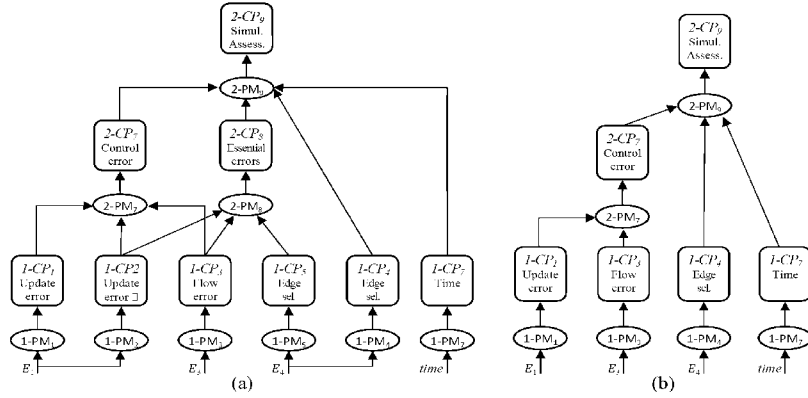 2-CP₉
Simul.
Assess.
2-PM₉
2-CP₇
Control
error
2-CP₈
Essential
errors
2-PM₇
2-PM₈
1-CP₁
Update
error
1-CP2
Update
error
1-CP₃
Flow
error
1-CP₅
Edge
sel.
1-CP₄
Edge
sel.
1-CP₇
Time
1-PM₁
1-PM₂
1-PM₃
1-PM₅
1-PM₄
1-PM₇
E₁
E₃
E₄
time
(a)
2-CP₉
Simul.
Assess.
2-PM₉
2-CP₇
Control
error
2-PM₇
1-CP₁
Update
error
1-CP₃
Flow
error
1-CP₄
Edge
sel.
1-CP₇
Time
1-PM₁
1-PM₃
1-PM₄
1-PM₇
E₁
E₃
E₄
time
(b)